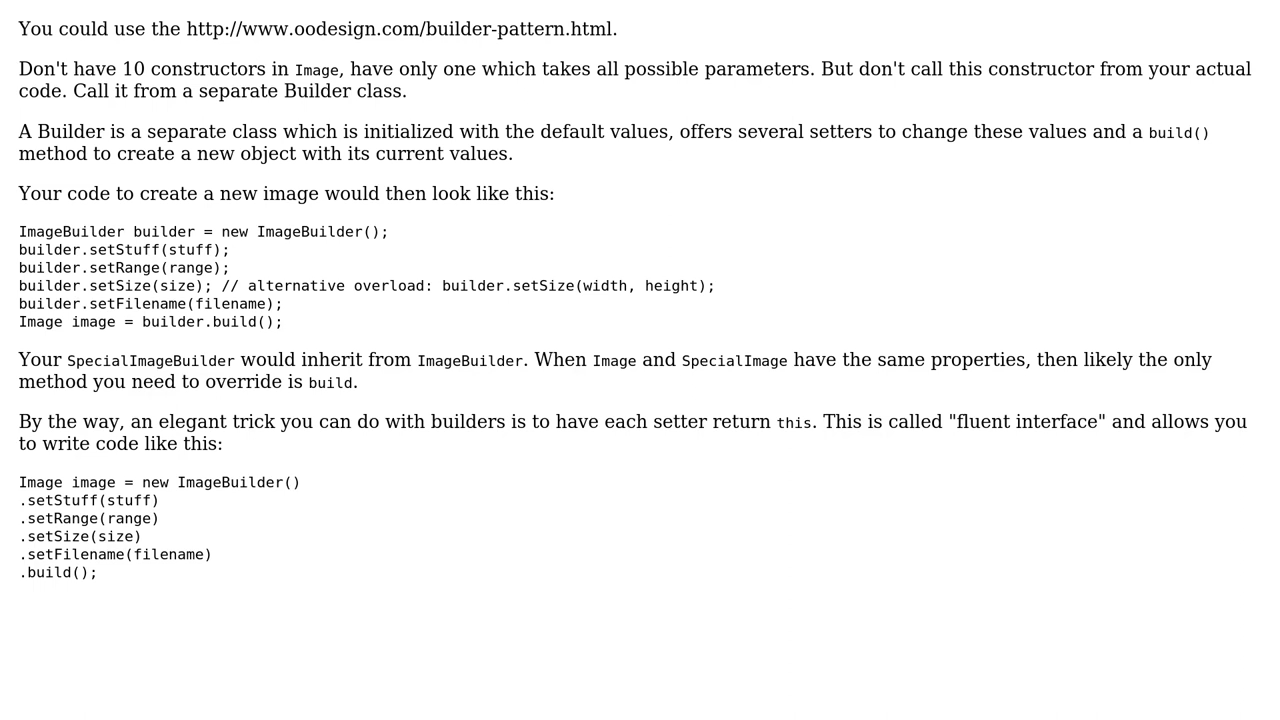 You could use the http://www.oodesign.com/builder-pattern.html.
Don't have 10 constructors in Image, have only one which takes all possible parameters. But don't call this constructor from your actual
code. Call it from a separate Builder class.
A Builder is a separate class which is initialized with the default values, offers several setters to change these values and a build()
method to create a new object with its current values.
Your code to create a new image would then look like this:
ImageBuilder builder = new ImageBuilder();
builder.setStuff(stuff);
builder.setRange(range);
builder.setSize(size); // alternative overload: builder.setSize(width, height);
builder.setFilename(filename);
Image image = builder.build();
Your SpecialImageBuilder would inherit from ImageBuilder. When Image and SpecialImage have the same properties, then likely the only
method you need to override is build.
By the way, an elegant trick you can do with builders is to have each setter return this. This is called "fluent interface" and allows you
to write code like this:
Image image = new ImageBuilder()
.setStuff(stuff)
.setRange(range)
.setSize(size)
.setFilename(filename)
.build();